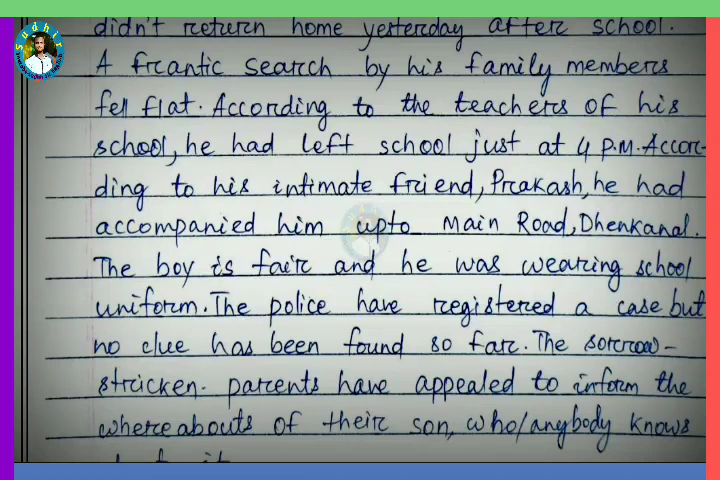 Sudhir
didn't return home yesterday after school.
A frantic search by his family members
fell flat. According to the teachers of his
school, he had left school just at 4 P.M. Accor-
ding to his intimate friend, Prakash, he had
accompanied him upto Main Road, Dhenkanal.
The boy is fair and he was wearing school
uniform. The police have registered a case but
no clue has been found so far. The sorrow-
stricken. parents have appealed to inform the
whereabouts of their son, who/anybody knows